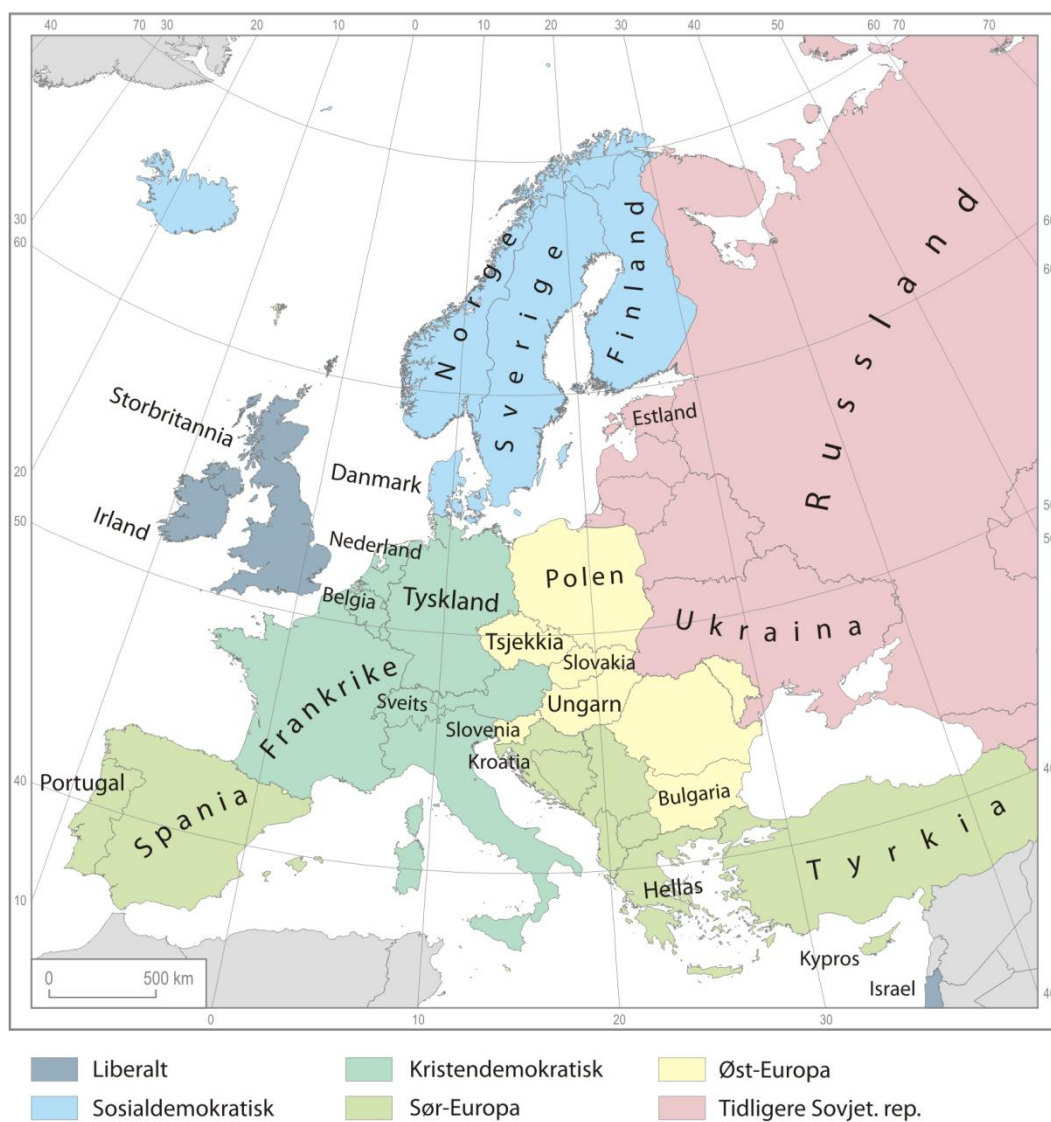 40 70 30 20 10 0 10 20 30 40 50 60 70 70
30
60
60
60
20
50
50
50
40
40
10
40
0 10 20 30
Norge
Sverige
Finland
Russland
Storbritannia
Estland
Danmark
Irland
Nederland
Polen
Belgia
Tyskland
Ukraina
Tsjekkia
Slovakia
Frankrike
Sveits
Ungarn
Slovenia
Kroatia
Portugal
Spania
Bulgaria
Tyrkia
Hellas
Kypros
Israel
0 500 km
Liberalt
Kristendemokratisk
Øst-Europa
Sosialdemokratisk
Sør-Europa
Tidligere Sovjet. rep.